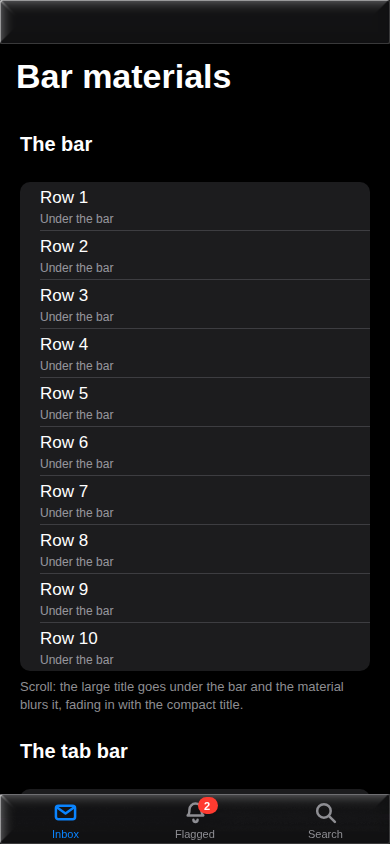 Bar materials
The bar
Row 1
Under the bar
Row 2
Under the bar
Row 3
Under the bar
Row 4
Under the bar
Row 5
Under the bar
Row 6
Under the bar
Row 7
Under the bar
Row 8
Under the bar
Row 9
Under the bar
Row 10
Under the bar
Scroll: the large title goes under the bar and the material
blurs it, fading in with the compact title.
The tab bar
2
Inbox Flagged Search